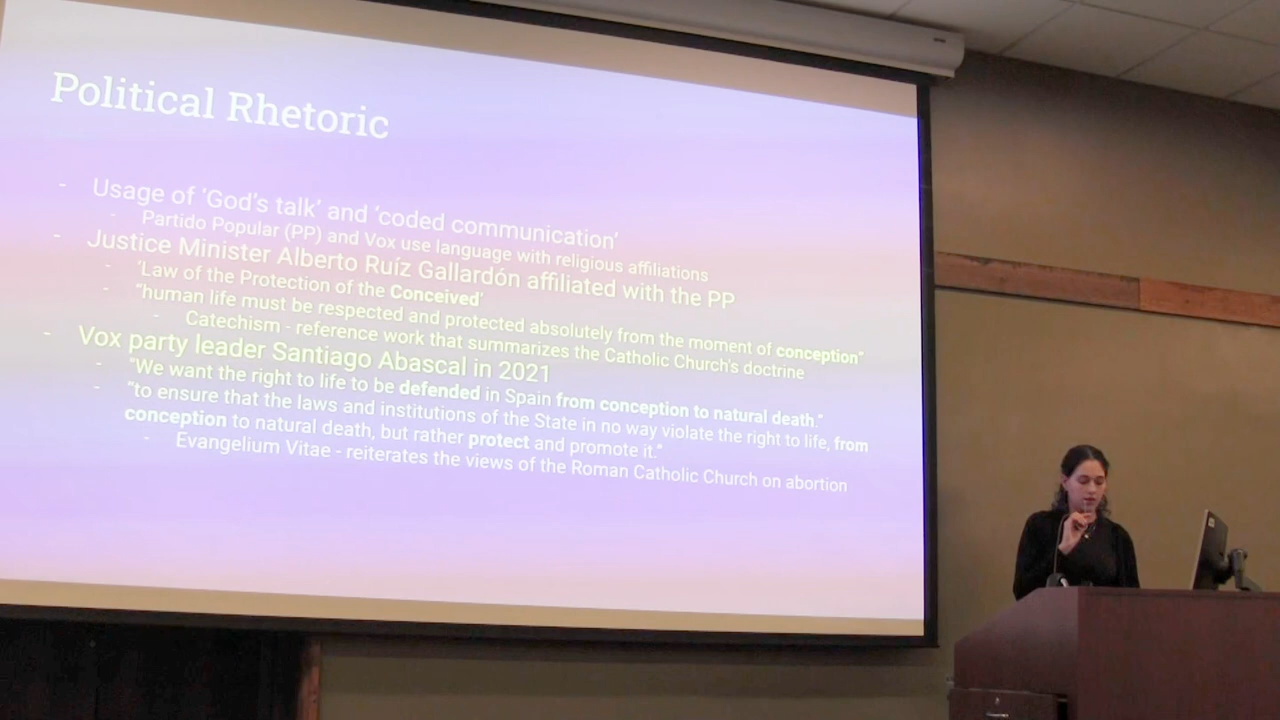 Political Rhetoric
- Usage of ‘God's talk’ and ‘coded communication’
- Partido Popular (PP) and Vox use language with religious affiliations
- Justice Minister Alberto Ruíz Gallardón affiliated with the PP
- ‘Law of the Protection of the Conceived’
- “human life must be respected and protected absolutely from the moment of conception”
- Catechism - reference work that summarizes the Catholic Church's doctrine
- Vox party leader Santiago Abascal in 2021
- “We want the right to life to be defended in Spain from conception to natural death.”
- “to ensure that the laws and institutions of the State in no way violate the right to life, from
conception to natural death, but rather protect and promote it.”
- Evangelium Vitae - reiterates the views of the Roman Catholic Church on abortion